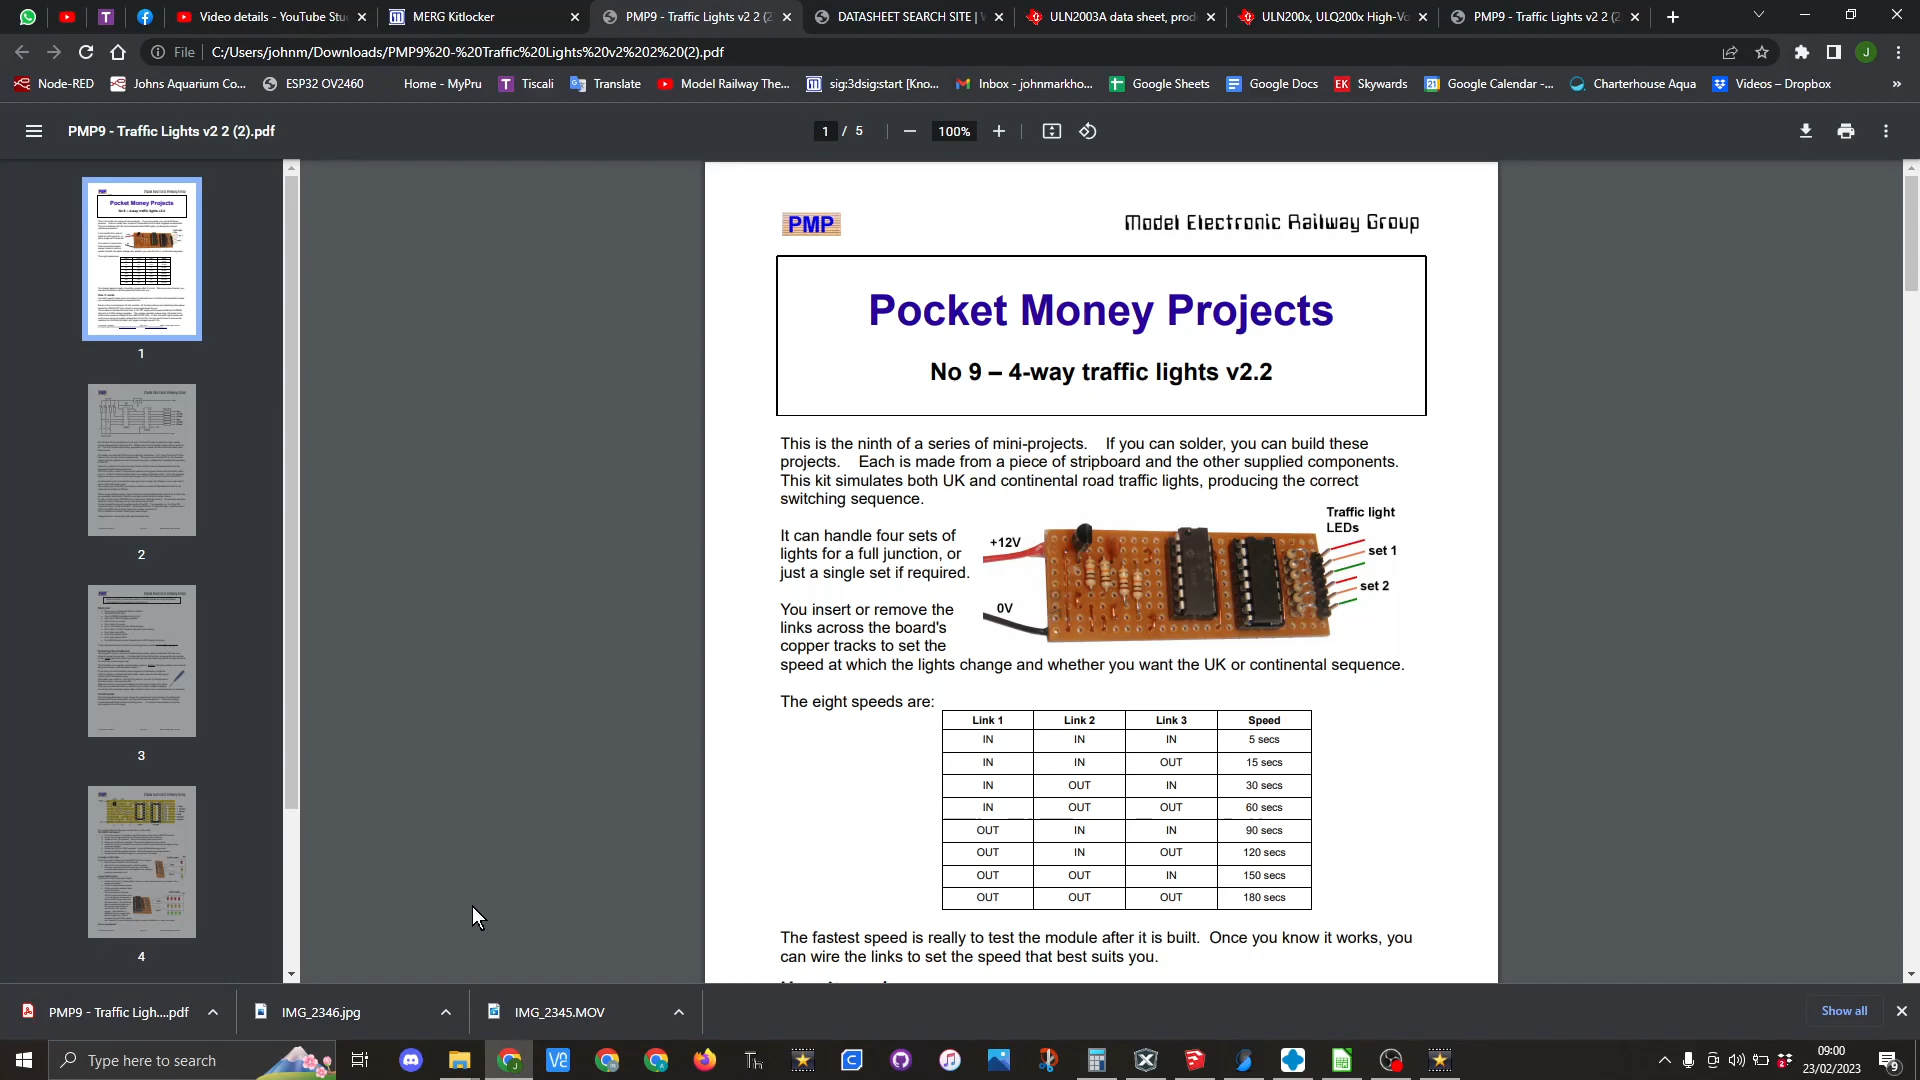 Video details - YouTube Stu
MERG Kitlocker
PMP9 - Traffic Lights v2 2 (2
DATASHEET SEARCH SITE | W
ULN2003A data sheet, prod
ULN200x, ULQ200x High-Vo
PMP9 - Traffic Lights v2 2 (2
File
C:/Users/johnm/Downloads/PMP9%20-%20Traffic%20Lights%20v2%202%20(2).pdf
J
Node-RED
Johns Aquarium Co...
ESP32 OV2460
Home - MyPru
Tiscali
Translate
Model Railway The...
sig:3dsig:start [Kno...
Inbox - johnmarkho...
Google Sheets
Google Docs
EK Skywards
Google Calendar -...
Charterhouse Aqua
Videos – Dropbox
»
PMP9 - Traffic Lights v2 2 (2).pdf
1 / 5
100%
1
2
3
4
PMP
Model Electronic Railway Group
Pocket Money Projects
No 9 – 4-way traffic lights v2.2
This is the ninth of a series of mini-projects. If you can solder, you can build these
projects. Each is made from a piece of stripboard and the other supplied components.
This kit simulates both UK and continental road traffic lights, producing the correct
switching sequence.
It can handle four sets of
lights for a full junction, or
just a single set if required.
You insert or remove the
links across the board's
copper tracks to set the
speed at which the lights change and whether you want the UK or continental sequence.
+12V
0V
Traffic light
LEDs
set 1
set 2
The eight speeds are:
Link 1 Link 2 Link 3 Speed
IN IN IN 5 secs
IN IN OUT 15 secs
IN OUT IN 30 secs
IN OUT OUT 60 secs
OUT IN IN 90 secs
OUT IN OUT 120 secs
OUT OUT IN 150 secs
OUT OUT OUT 180 secs
The fastest speed is really to test the module after it is built. Once you know it works, you
can wire the links to set the speed that best suits you.
PMP9 - Traffic Ligh....pdf
IMG_2346.jpg
IMG_2345.MOV
Show all
Type here to search
09:00
23/02/2023
9